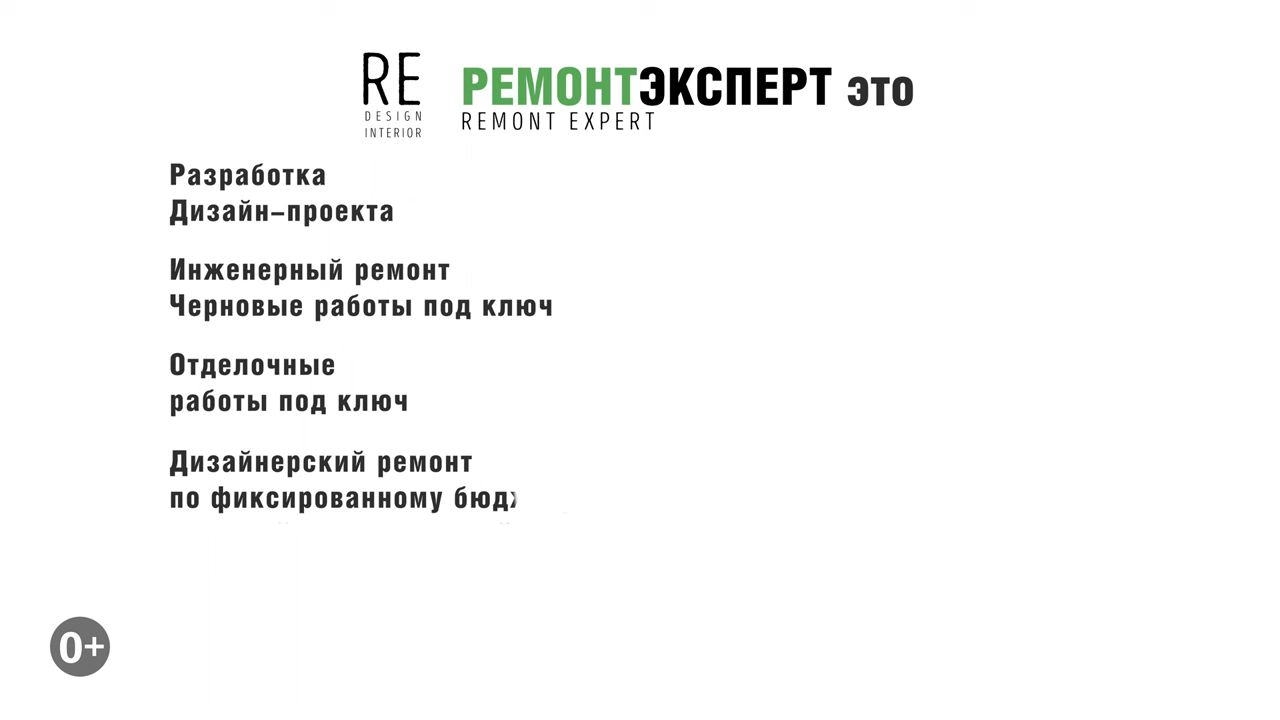 RE
DESIGN
INTERIOR
РЕМОНТЭКСПЕРТ это
REMONT EXPERT
Разработка
Дизайн–проекта
Инженерный ремонт
Черновые работы под ключ
Отделочные
работы под ключ
Дизайнерский ремонт
по фиксированному
0+